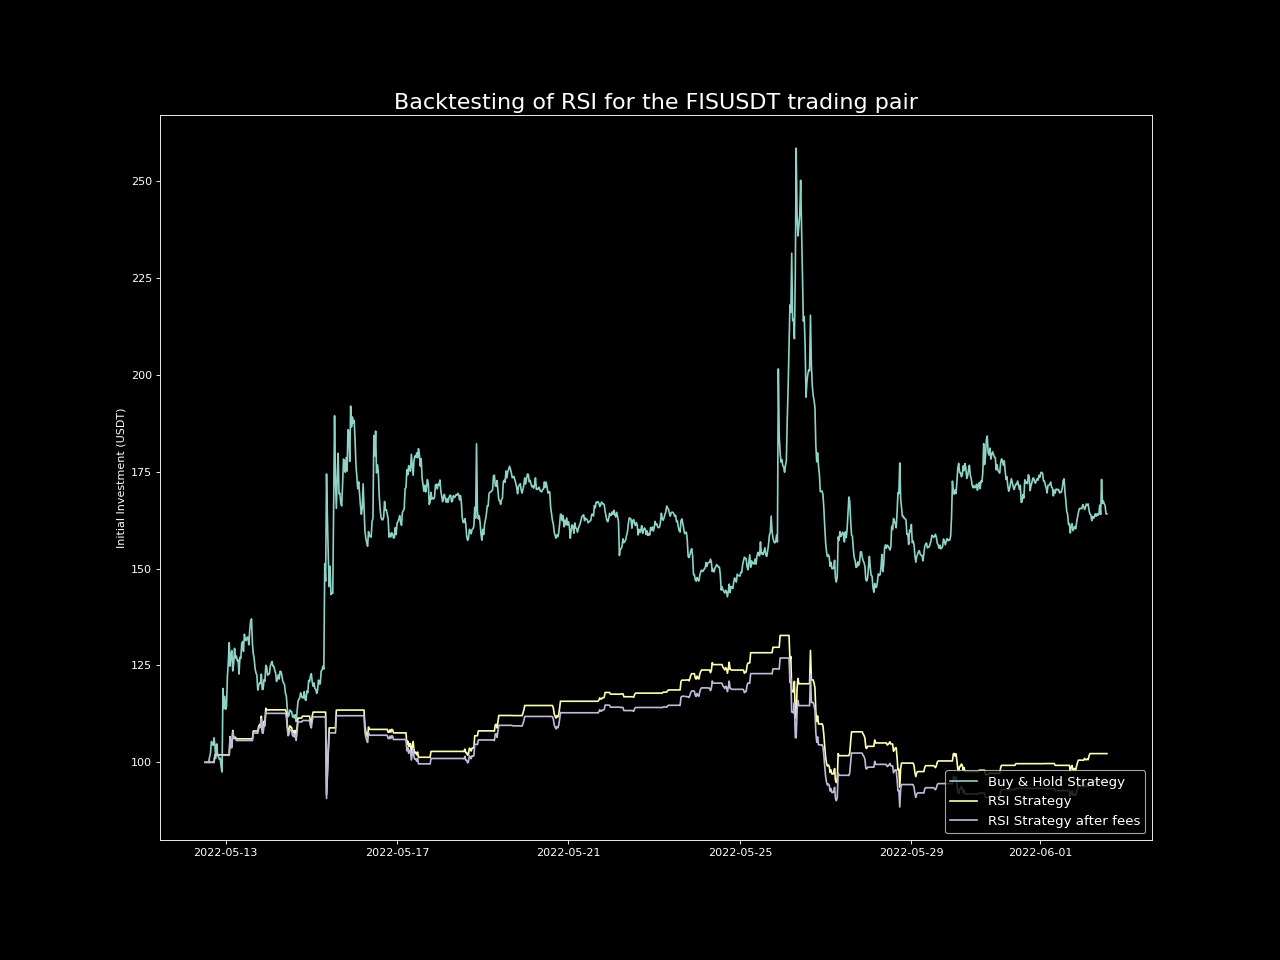 Backtesting of RSI for the FISUSDT trading pair
Initial Investment (USDT)
250
225
200
175
150
125
100
2022-05-13
2022-05-17
2022-05-21
2022-05-25
2022-05-29
2022-06-01
Buy & Hold Strategy
RSI Strategy
RSI Strategy after fees